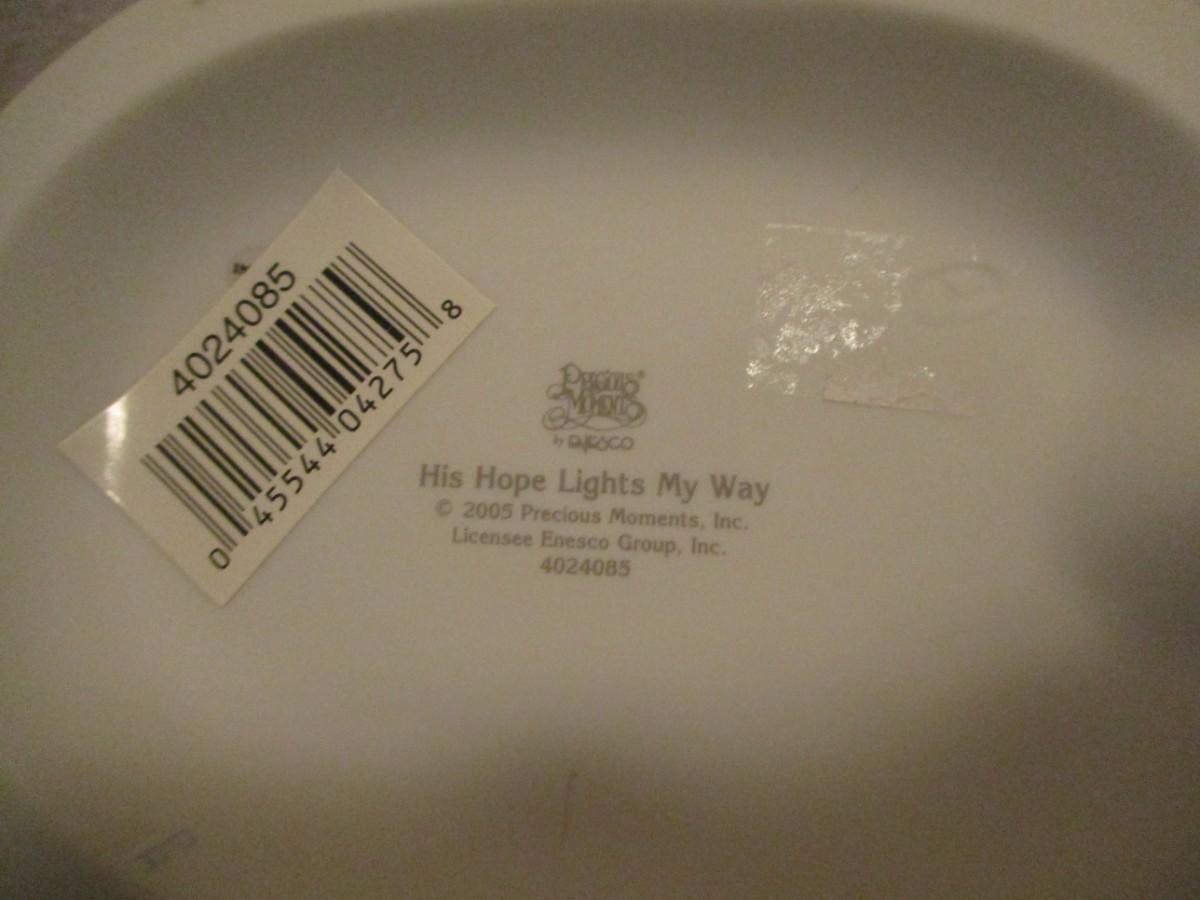 4024085
0 45544 04275 8
PRECIOUS MOMENTS®
by ENESCO
His Hope Lights My Way
© 2005 Precious Moments, Inc.
Licensee Enesco Group, Inc.
4024085